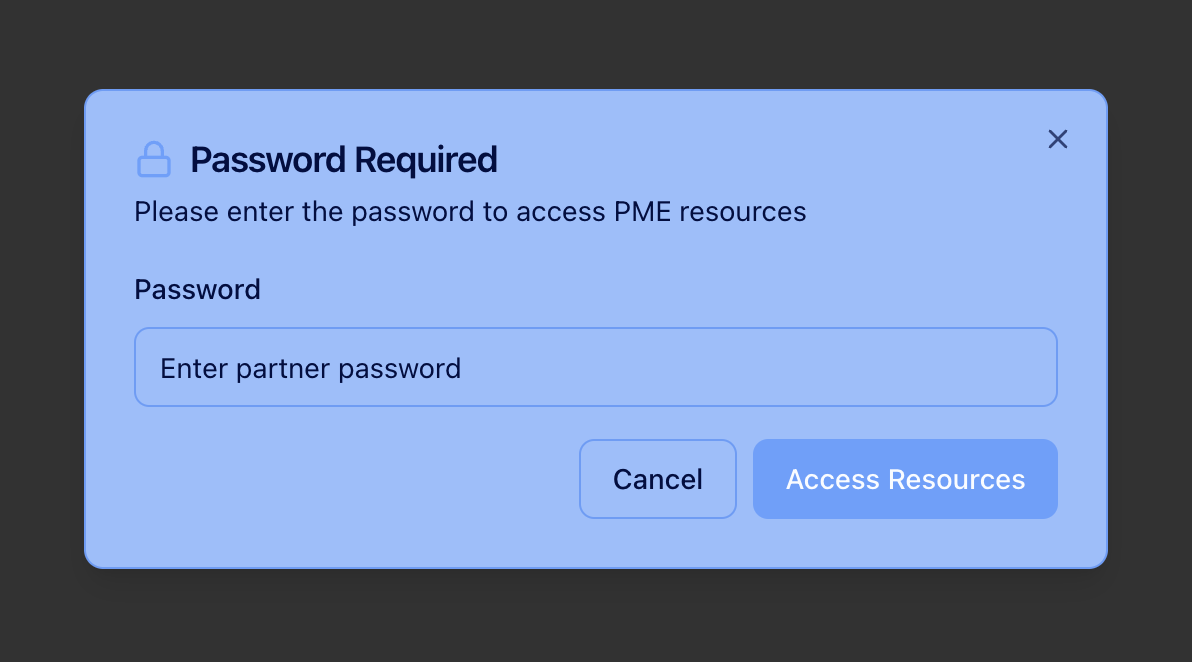 Password Required
Please enter the password to access PME resources
Password
Enter partner password
Cancel
Access Resources